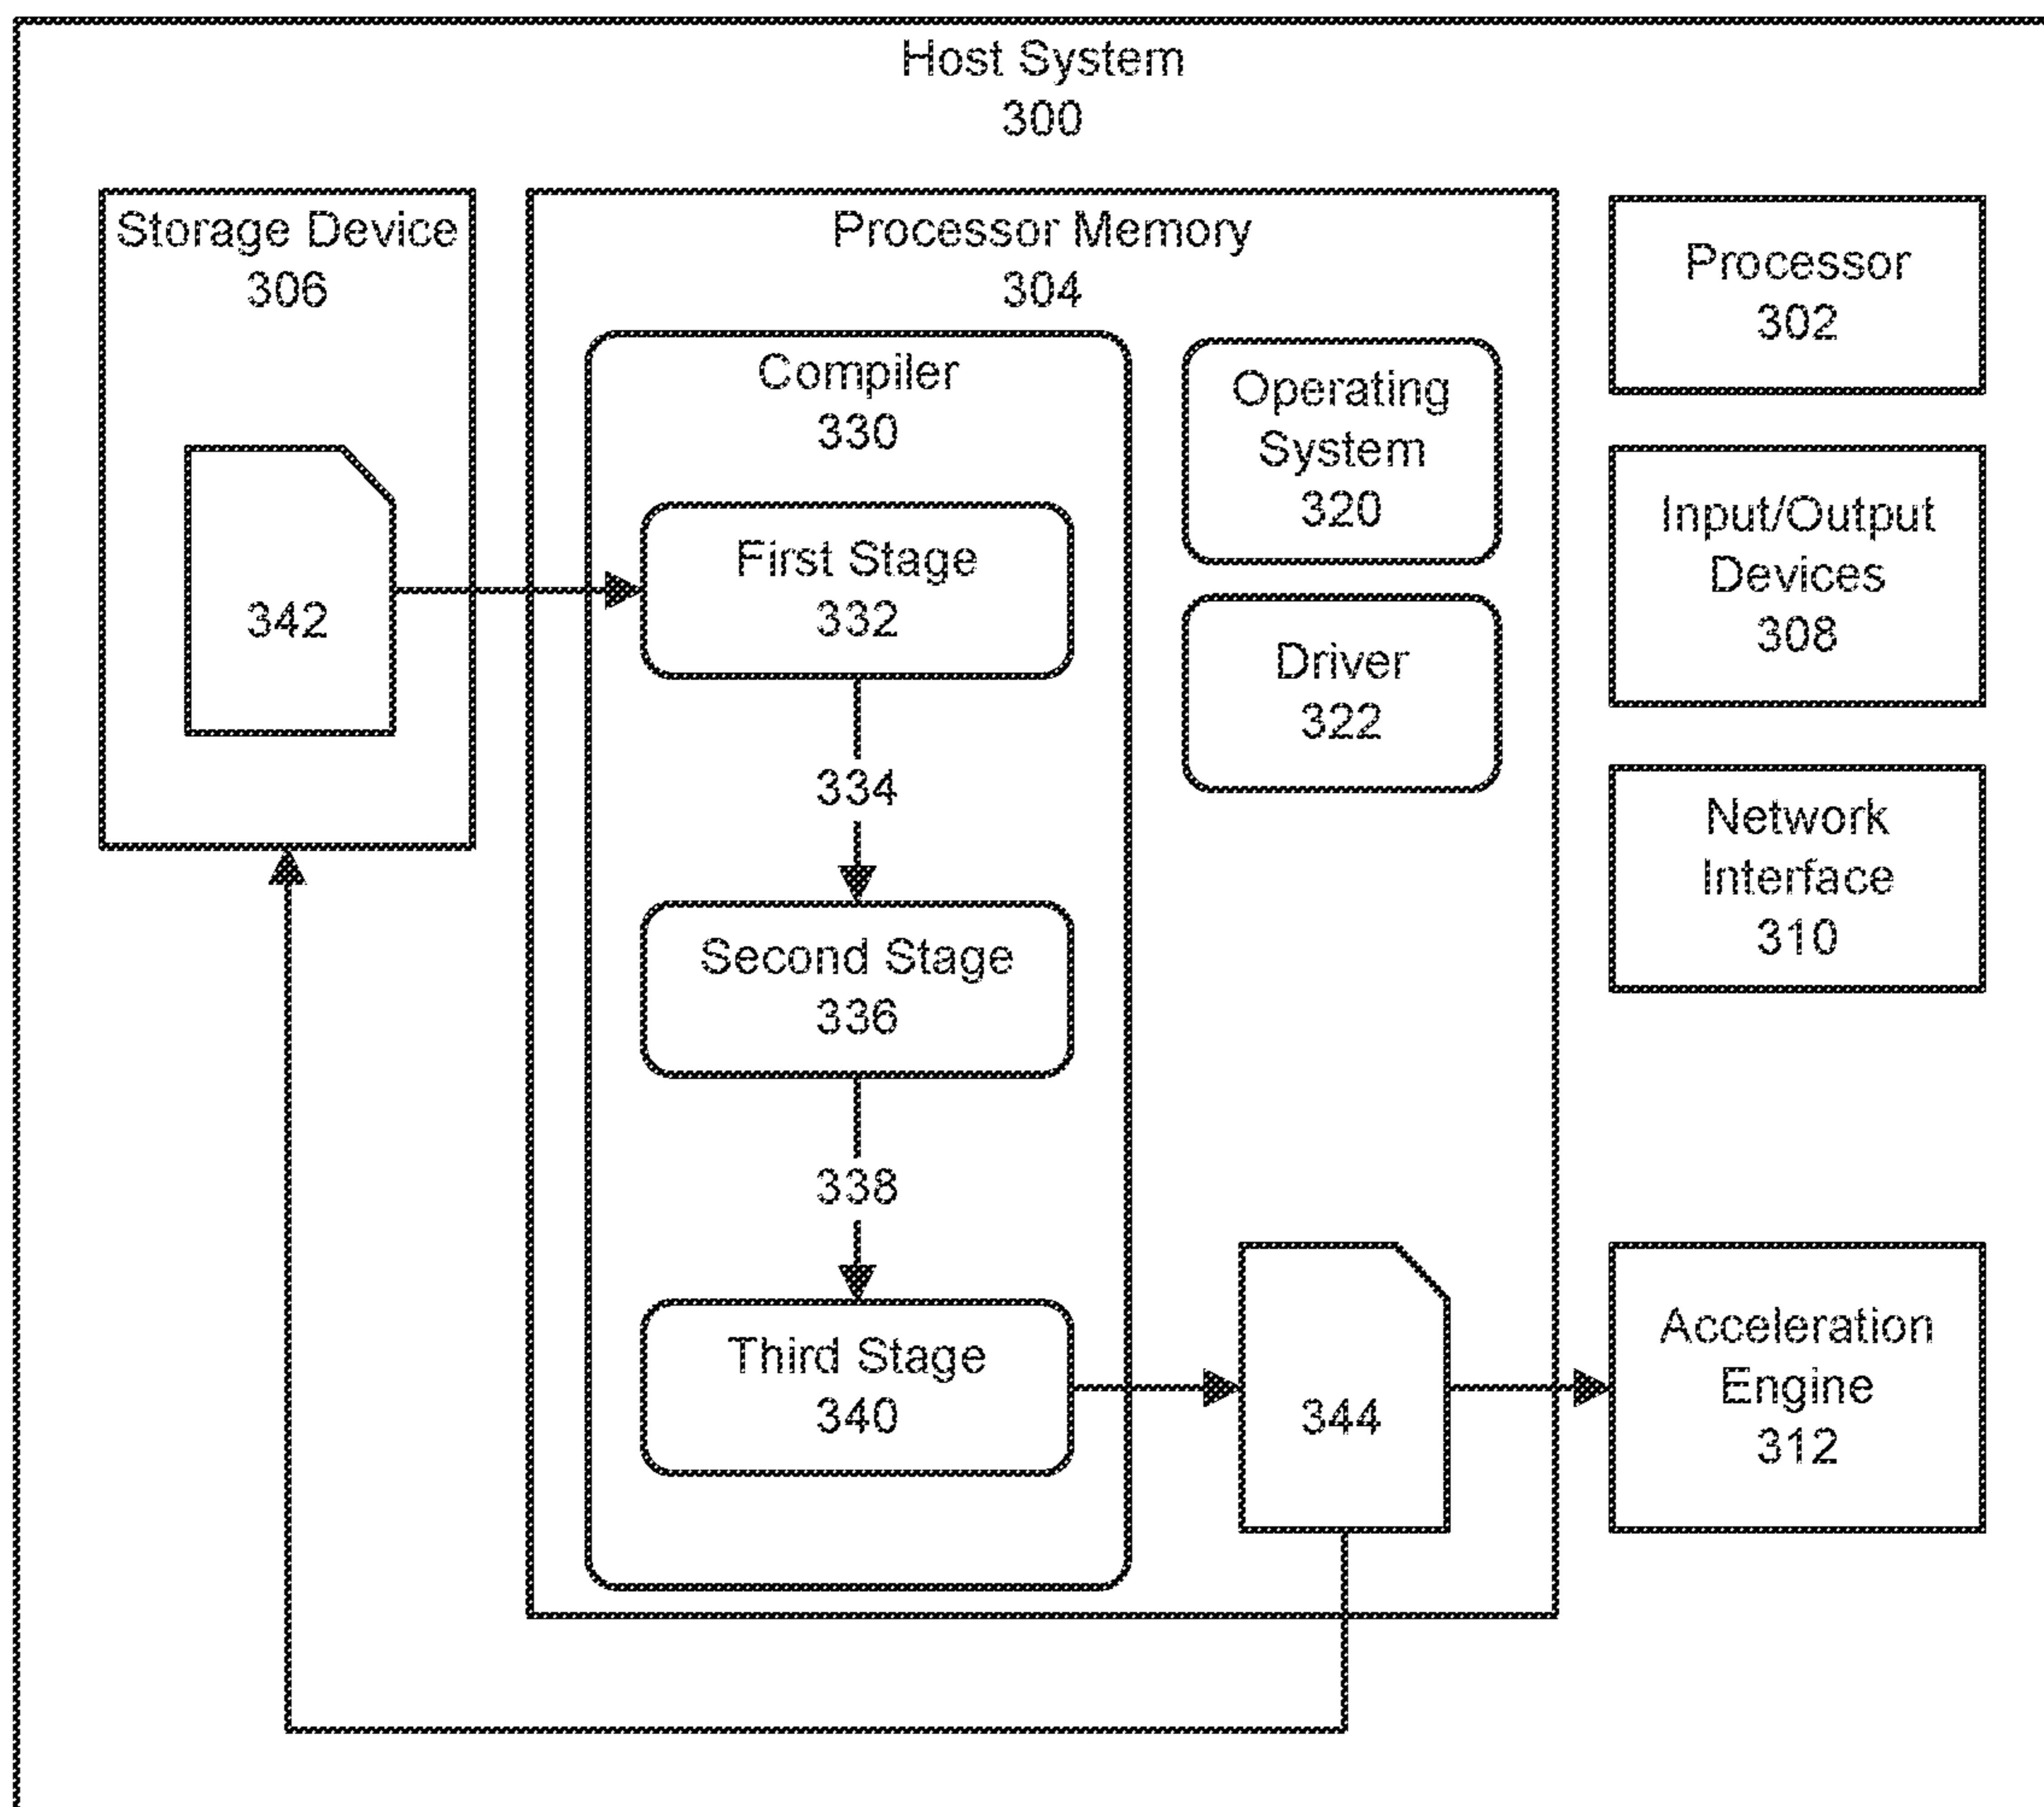 Host System
300
Storage Device
306
342
Processor Memory
304
Compiler
330
First Stage
332
334
Second Stage
336
338
Third Stage
340
Operating
System
320
Driver
322
344
Processor
302
Input/Output
Devices
308
Network
Interface
310
Acceleration
Engine
312